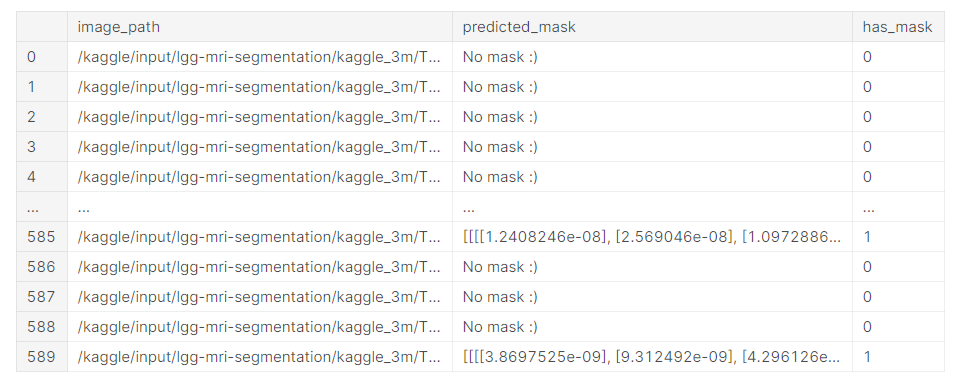 image_path predicted_mask has_mask
0 /kaggle/input/lgg-mri-segmentation/kaggle_3m/T... No mask :) 0
1 /kaggle/input/lgg-mri-segmentation/kaggle_3m/T... No mask :) 0
2 /kaggle/input/lgg-mri-segmentation/kaggle_3m/T... No mask :) 0
3 /kaggle/input/lgg-mri-segmentation/kaggle_3m/T... No mask :) 0
4 /kaggle/input/lgg-mri-segmentation/kaggle_3m/T... No mask :) 0
... ... ... ...
585 /kaggle/input/lgg-mri-segmentation/kaggle_3m/T... [[[[1.2408246e-08], [2.569046e-08], [1.0972886... 1
586 /kaggle/input/lgg-mri-segmentation/kaggle_3m/T... No mask :) 0
587 /kaggle/input/lgg-mri-segmentation/kaggle_3m/T... No mask :) 0
588 /kaggle/input/lgg-mri-segmentation/kaggle_3m/T... No mask :) 0
589 /kaggle/input/lgg-mri-segmentation/kaggle_3m/T... [[[[3.8697525e-09], [9.312492e-09], [4.296126e... 1